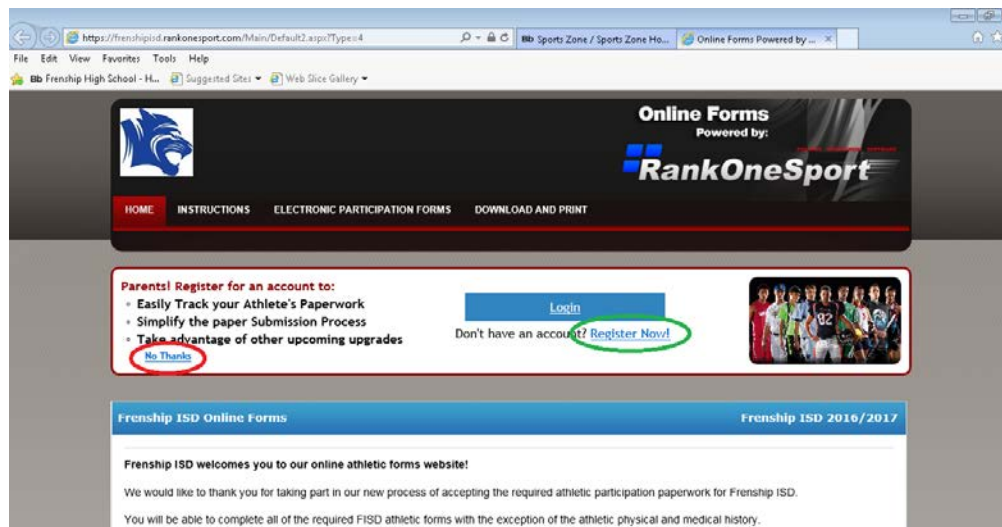 https://frenshipisd.rankonesport.com/Main/Default2.aspx?Type=4
Bb Sports Zone / Sports Zone Ho...
Online Forms Powered by ...
File Edit View Favorites Tools Help
Bb Frenship High School - H... Suggested Sites Web Slice Gallery
Online Forms
Powered by:
RankOneSport
HOME INSTRUCTIONS ELECTRONIC PARTICIPATION FORMS DOWNLOAD AND PRINT
Parents! Register for an account to:
Easily Track your Athlete's Paperwork
Simplify the paper Submission Process
Take advantage of other upcoming upgrades
No Thanks
Login
Don't have an account? Register Now!
82
Frenship ISD Online Forms
Frenship ISD 2016/2017
Frenship ISD welcomes you to our online athletic forms website!
We would like to thank you for taking part in our new process of accepting the required athletic participation paperwork for Frenship ISD.
You will be able to complete all of the required FISD athletic forms with the exception of the athletic physical and medical history.